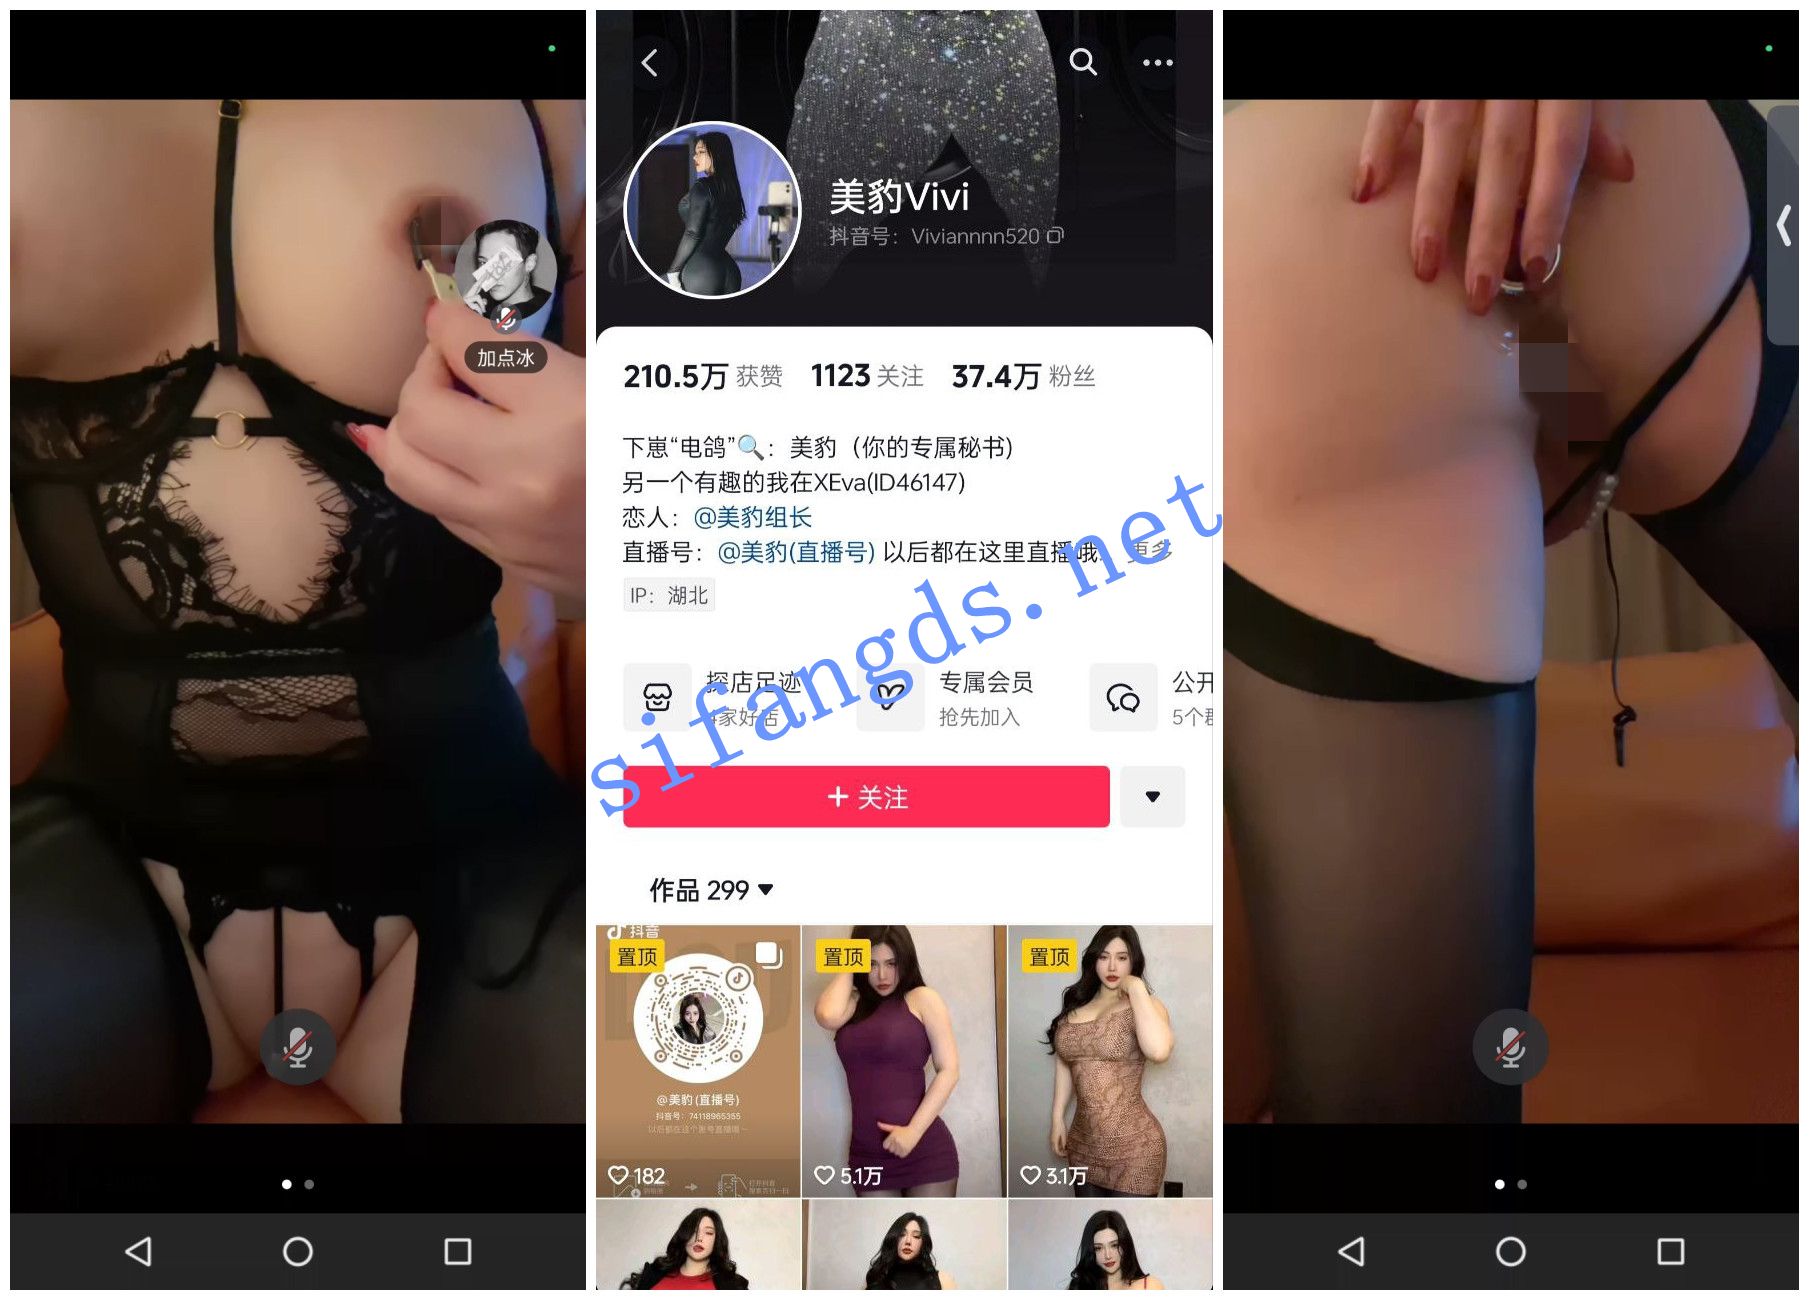 加点冰
美豹Vivi
抖音号：Viviannnn520
210.5万 获赞 1123 关注 37.4万 粉丝
下崽“电鸽”🔍：美豹（你的专属秘书）
另一个有趣的我在XEva(ID46147)
恋人：@美豹组长
直播号：@美豹(直播号) 以后都在这里直播哦 更多
IP：湖北
探店足迹
家好店
专属会员
抢先加入
公开
5个群
+ 关注
作品 299
抖音
置顶
@美豹(直播号)
抖音号：74118965355
以后都在这个账号直播哦～
182
置顶
5.1万
置顶
3.1万
sifangds.net